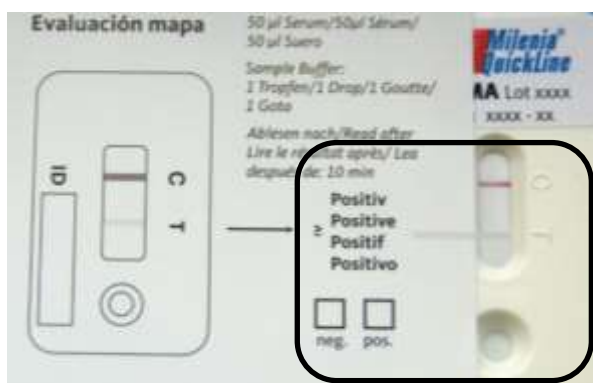 Evaluación mapa
50 µl Serum/50µl Sérum/
50 µl Suero
Sample Buffer:
1 Tropfen/1 Drop/1 Goutte/
1 Gota
Ablesen nach/Read after
Lire le résultat après/ Lea
después de: 10 min
ID
C
T
≥
Positiv
Positive
Positif
Positivo
neg. pos.
Milenia®
QuickLine
MA Lot xxxx
xxxx - xx
C
T